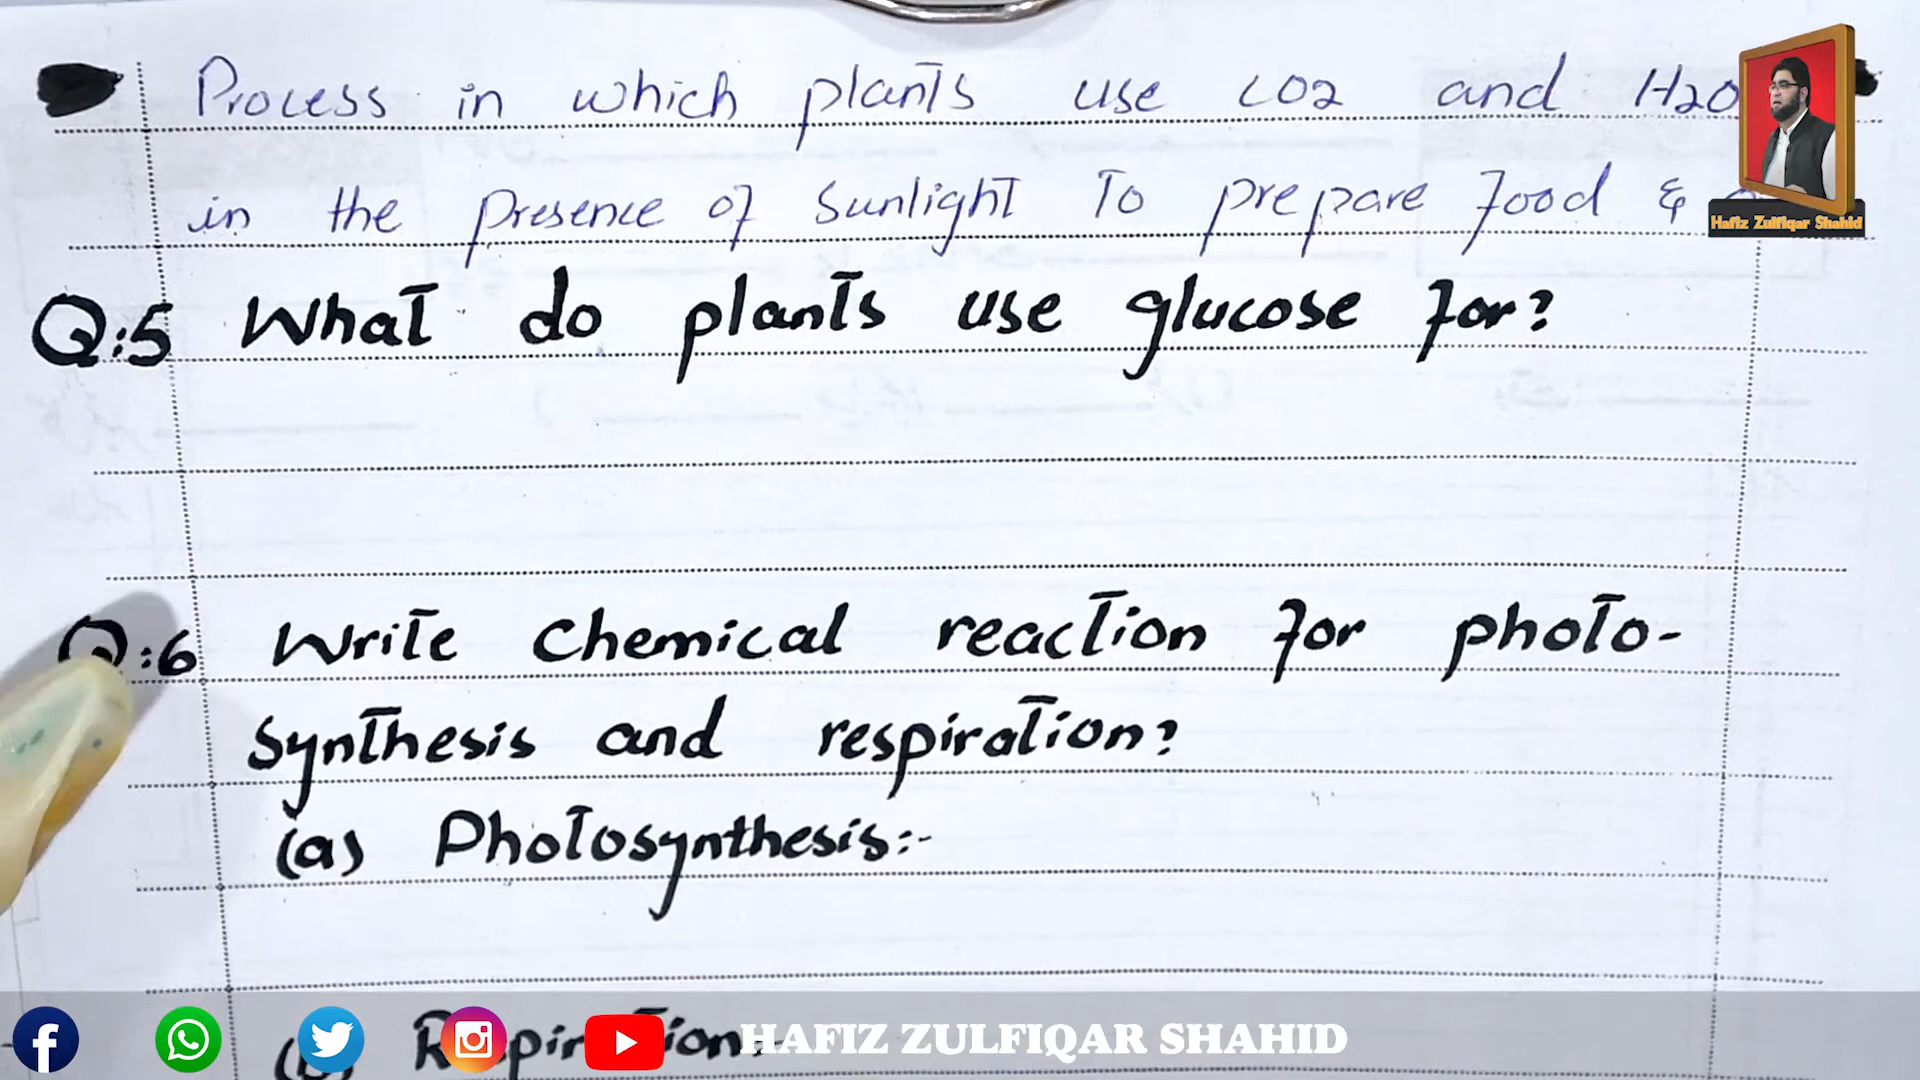 Process in which plants use CO2 and H2O
in the presence of Sunlight To prepare food &
Hafiz Zulfiqar Shahid
Q:5 What do plants use glucose for?
Q:6 Write chemical reaction for photo-
synthesis and respiration?
(a) Photosynthesis:-
(b) Respiration:-
HAFIZ ZULFIQAR SHAHID